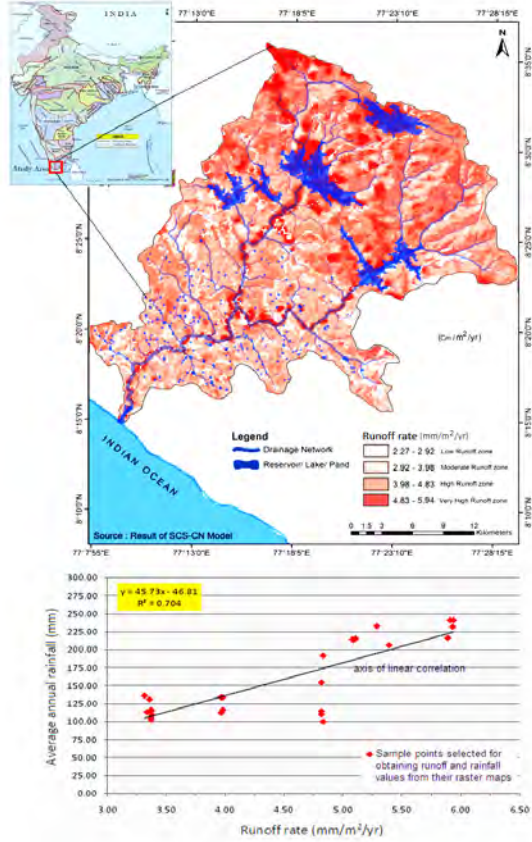 77°13'0"E 77°18'5"E 77°23'10"E 77°28'15"E
INDIA
Study Area
N
8°35'0"N
8°30'0"N
8°25'0"N 8°25'0"N
8°20'0"N 8°20'0"N
(Cm/m²/yr)
8°15'0"N
8°10'0"N
INDIAN OCEAN
Legend
Drainage Network
Reservoir/ Lake/ Pand
Runoff rate (mm/m²/yr)
2.27 - 2.92 Low Runoff zone
2.92 - 3.98 Moderate Runoff zone
3.98 - 4.83 High Runoff zone
4.83 - 5.94 Very High Runoff zone
0 1.5 3 6 9 12
Kilometers
Source : Result of SCS-CN Model
77°7'55"E 77°13'0"E 77°18'5"E 77°23'10"E 77°28'15"E
Average annual rainfall (mm)
300.00
275.00
250.00
225.00
200.00
175.00
150.00
125.00
100.00
75.00
50.00
25.00
0.00
y = 45.73x - 46.81
R² = 0.704
axis of linear correlation
Sample points selected for
obtaining runoff and rainfall
values from their raster maps
3.00 3.50 4.00 4.50 5.00 5.50 6.00 6.50
Runoff rate (mm/m²/yr)